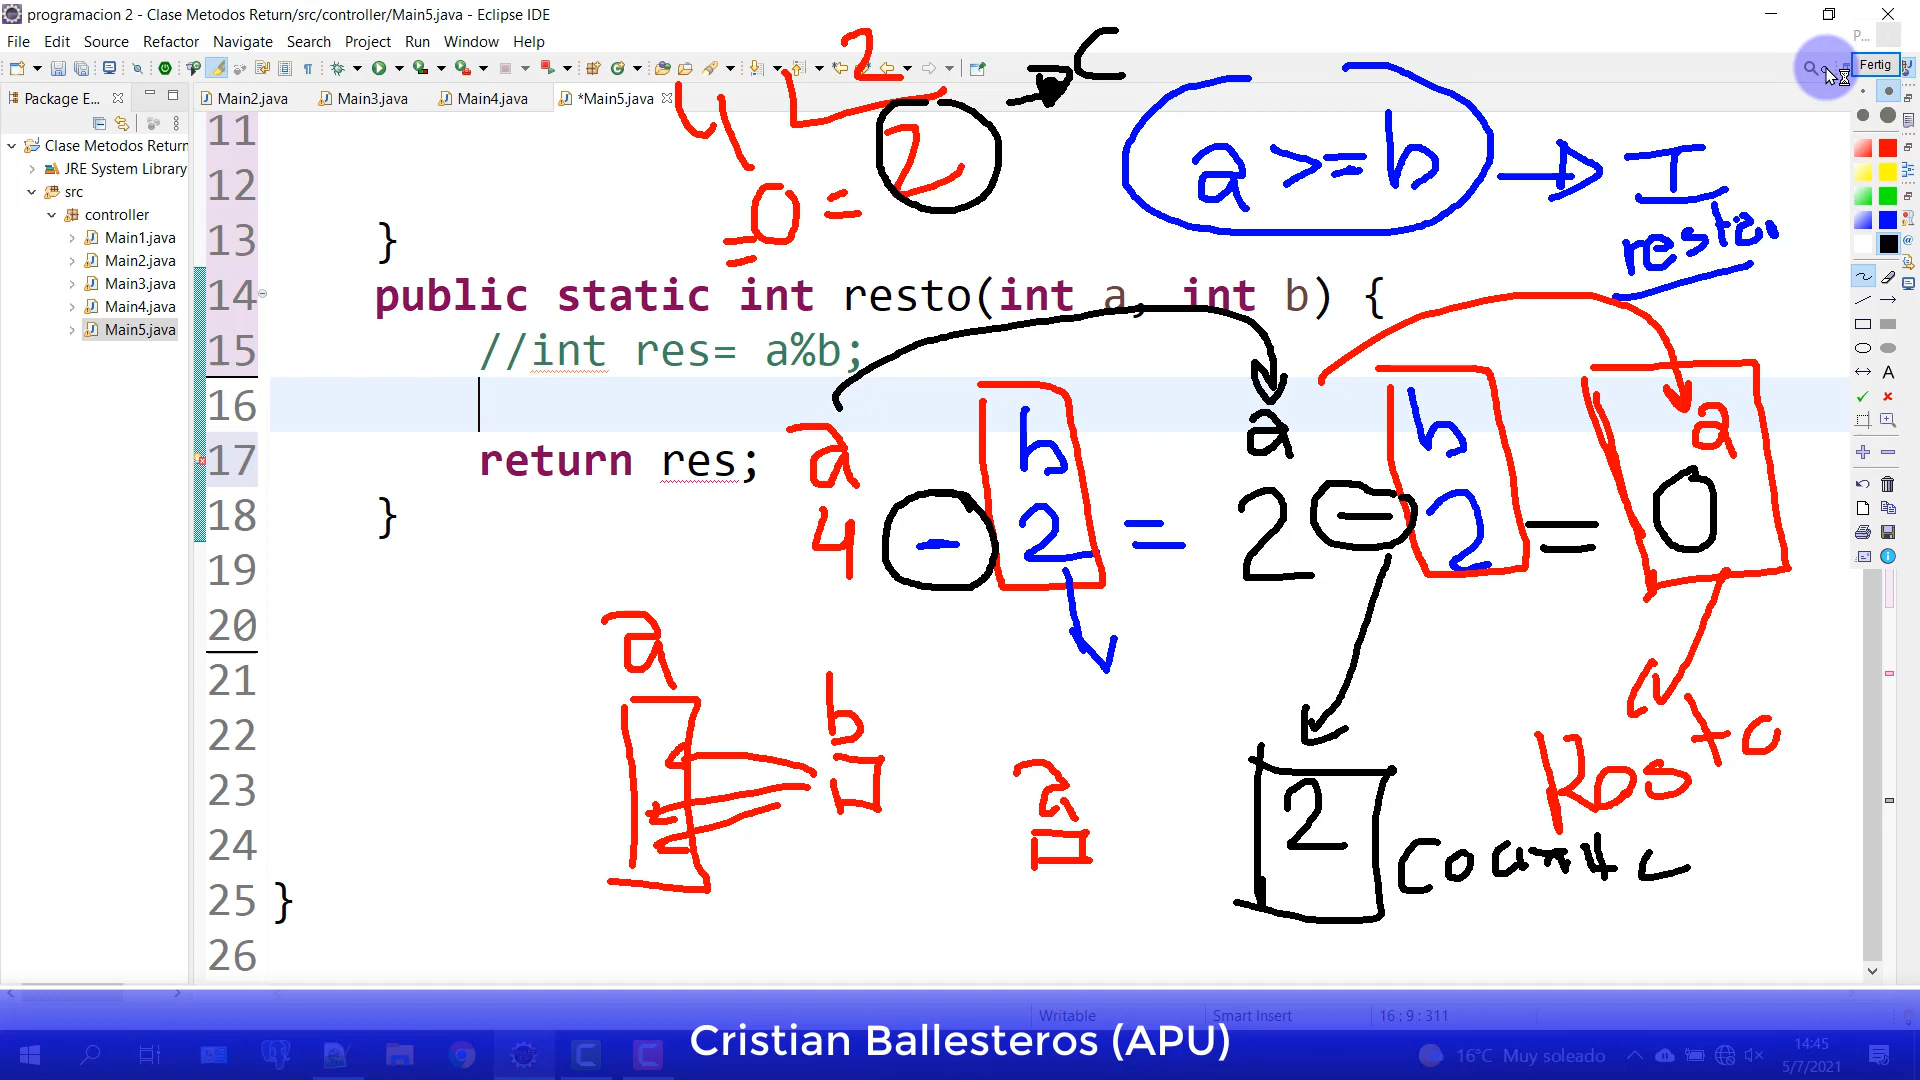 programacion 2 - Clase Metodos Return/src/controller/Main5.java - Eclipse IDE
File Edit Source Refactor Navigate Search Project Run Window Help
Fertig
Package E...
Main2.java Main3.java Main4.java *Main5.java
Clase Metodos Return
JRE System Library
src
controller
Main1.java
Main2.java
Main3.java
Main4.java
Main5.java
11
12
13 }
14 public static int resto(int a, int b) {
15 //int res= a%b;
16
17 return res;
18 }
19
20
21
22
23
24
25 }
26
2
2 C
0 = 2
a >= b
a b a b a
4 - 2 = 2 - 2 = 0
a
b
a
2
Writable Smart Insert 16 : 9 : 311
Cristian Ballesteros (APU)
16°C Muy soleado
14:45
5/7/2021